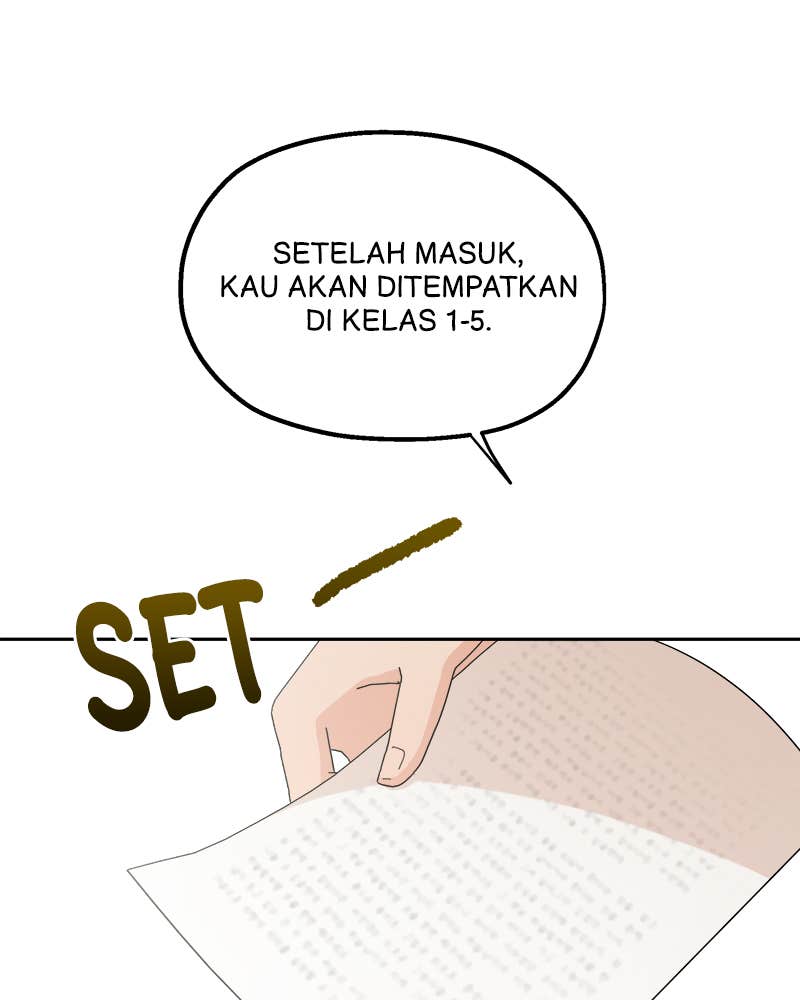 SETELAH MASUK,
KAU AKAN DITEMPATKAN
DI KELAS 1-5.
SET